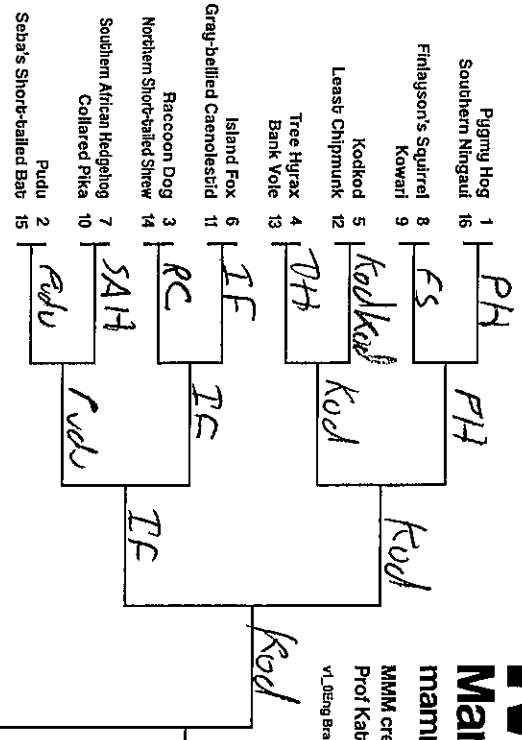 Pygmy Hog 1
Southern Ningaui 16
Finlayson's Squirrel 8
Kowari 9
Kodkod 5
Least Chipmunk 12
Tree Hyrax 4
Bank Vole 13
Island Fox 6
Gray-bellied Caenolestid 11
Raccoon Dog 3
Northern Short-tailed Shrew 14
Southern African Hedgehog 7
Collared Pika 10
Pudu 2
Seba's Short-tailed Bat 15
PH
FS
Kodkod
IF
RC
SAH
Pudu
PH
Kod
IF
Pudu
Kod
IF
Kod
Mar
mam
MMM cre
Prof Kat
v1_0Eng Bra